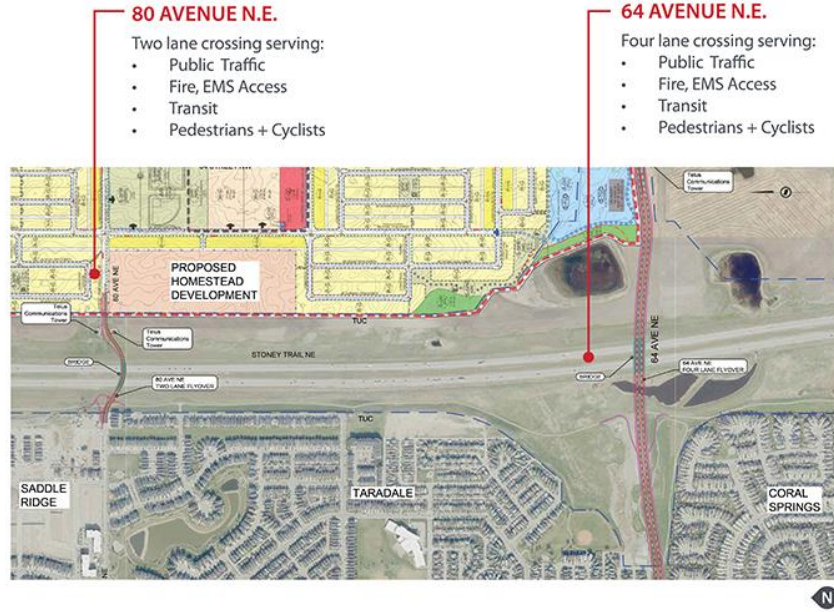 80 AVENUE N.E.
Two lane crossing serving:
• Public Traffic
• Fire, EMS Access
• Transit
• Pedestrians + Cyclists
64 AVENUE N.E.
Four lane crossing serving:
• Public Traffic
• Fire, EMS Access
• Transit
• Pedestrians + Cyclists
Telus
Communications
Tower
80 AVE NE
PROPOSED
HOMESTEAD
DEVELOPMENT
Telus
Communications
Tower
Telus
Communications
Tower
TUC
STONEY TRAIL NE
BRIDGE
80 AVE NE
TWO LANE FLYOVER
64 AVE NE
BRIDGE
64 AVE NE
FOUR LANE FLYOVER
TUC
SADDLE
RIDGE
TARADALE
CORAL
SPRINGS
NE
N